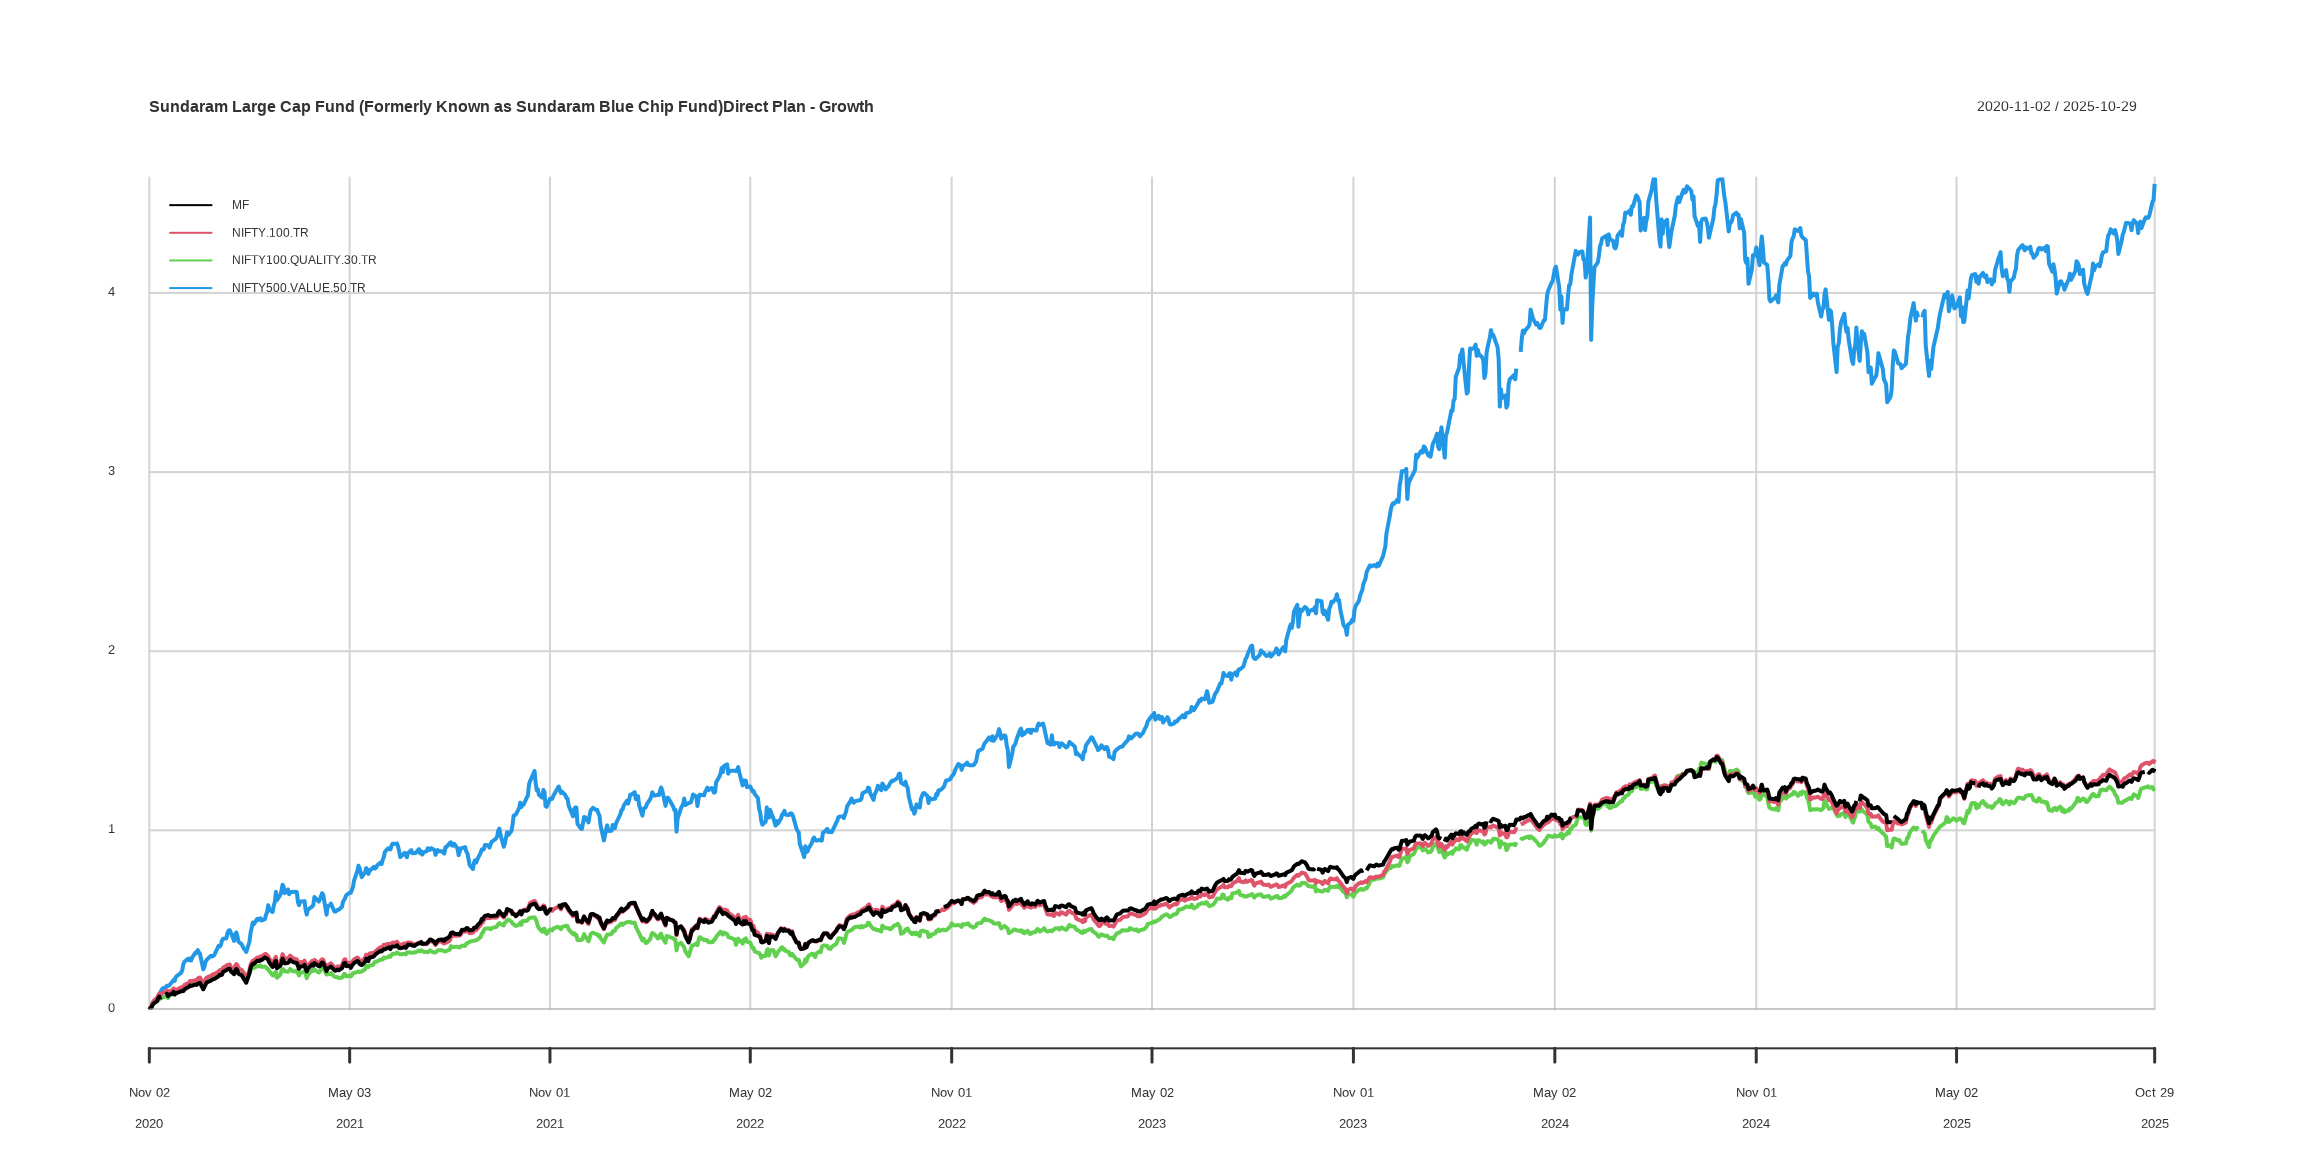 Sundaram Large Cap Fund (Formerly Known as Sundaram Blue Chip Fund)Direct Plan - Growth
2020-11-02 / 2025-10-29
MF
NIFTY.100.TR
NIFTY100.QUALITY.30.TR
NIFTY500.VALUE.50.TR
4
3
2
1
0
Nov 02 May 03 Nov 01 May 02 Nov 01 May 02 Nov 01 May 02 Nov 01 May 02 Oct 29
2020 2021 2021 2022 2022 2023 2023 2024 2024 2025 2025